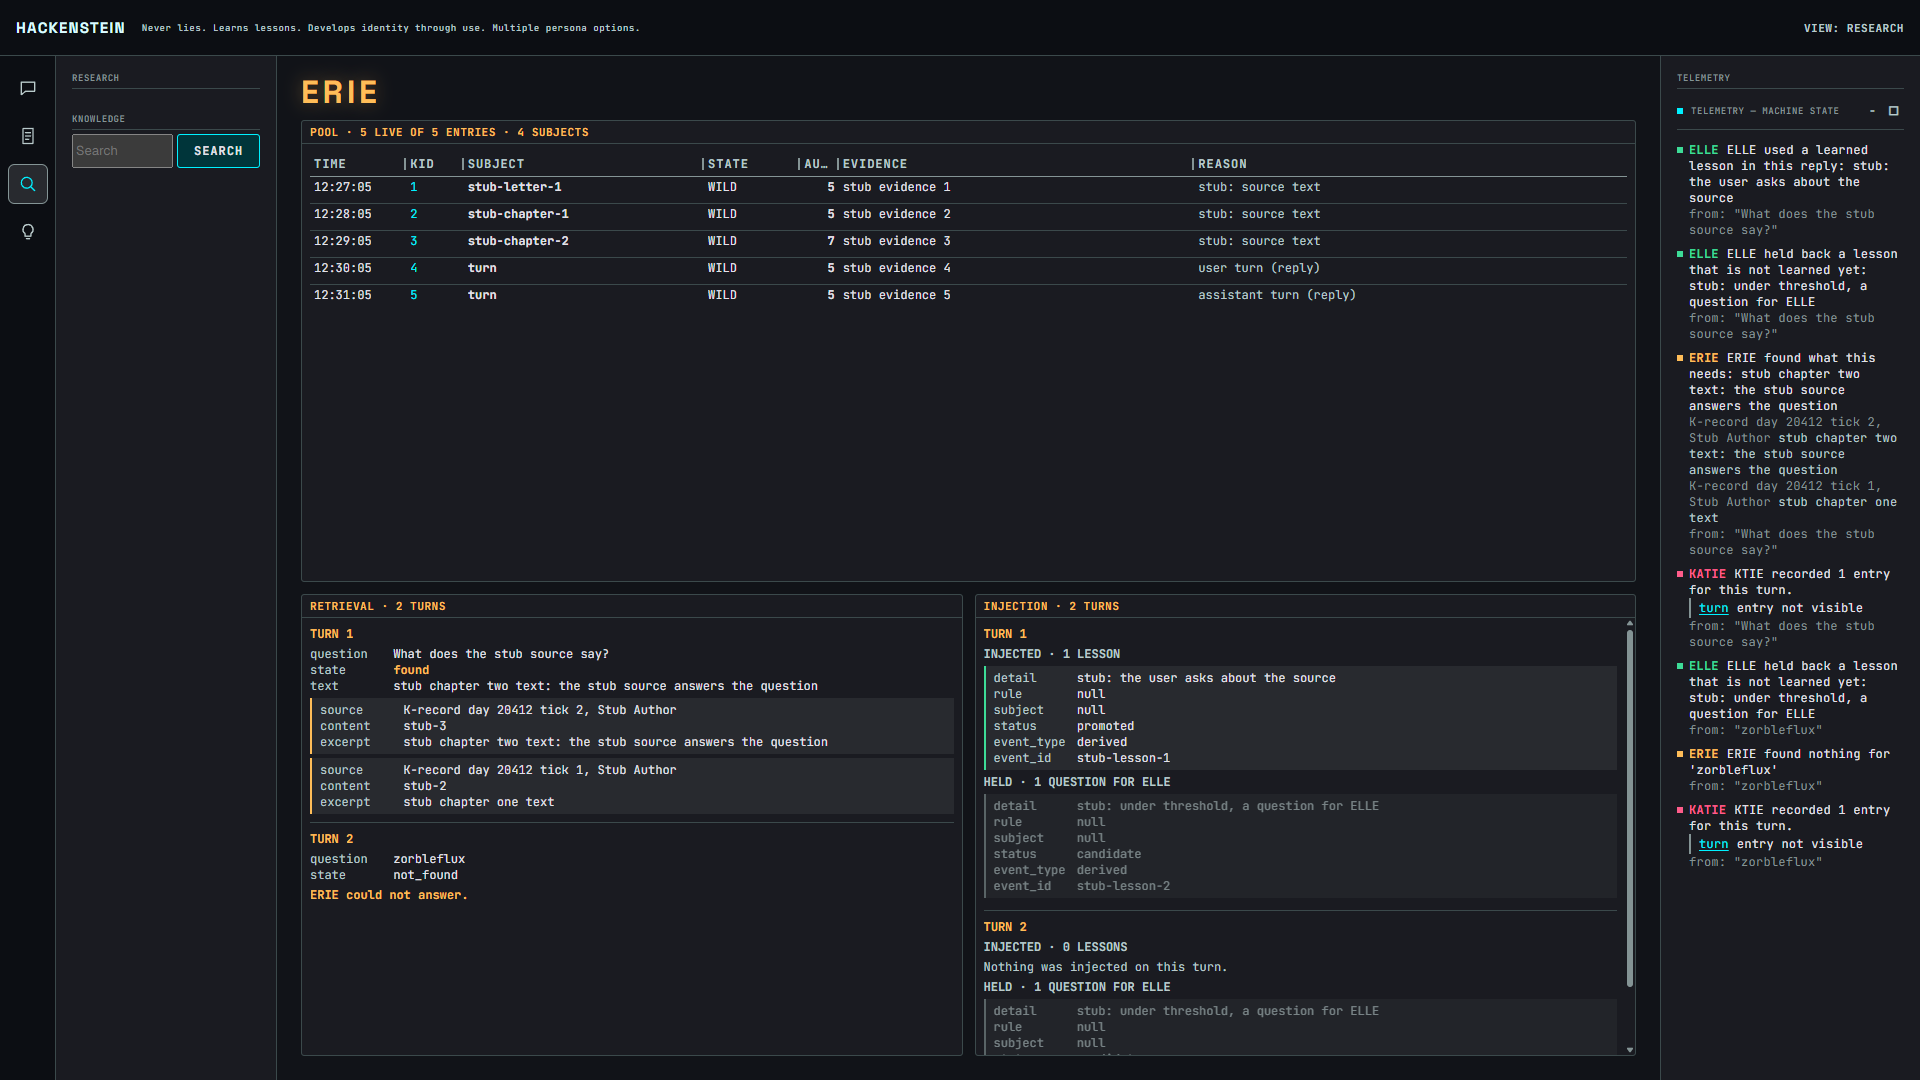 HACKENSTEIN Never lies. Learns lessons. Develops identity through use. Multiple persona options. VIEW: RESEARCH
RESEARCH
KNOWLEDGE
Search SEARCH
ERIE
POOL · 5 LIVE OF 5 ENTRIES · 4 SUBJECTS
TIME |KID |SUBJECT |STATE |AU… |EVIDENCE |REASON
12:27:05 1 stub-letter-1 WILD 5 stub evidence 1 stub: source text
12:28:05 2 stub-chapter-1 WILD 5 stub evidence 2 stub: source text
12:29:05 3 stub-chapter-2 WILD 7 stub evidence 3 stub: source text
12:30:05 4 turn WILD 5 stub evidence 4 user turn (reply)
12:31:05 5 turn WILD 5 stub evidence 5 assistant turn (reply)
RETRIEVAL · 2 TURNS
TURN 1
question What does the stub source say?
state found
text stub chapter two text: the stub source answers the question
source K-record day 20412 tick 2, Stub Author
content stub-3
excerpt stub chapter two text: the stub source answers the question
source K-record day 20412 tick 1, Stub Author
content stub-2
excerpt stub chapter one text
TURN 2
question zorbleflux
state not_found
ERIE could not answer.
INJECTION · 2 TURNS
TURN 1
INJECTED · 1 LESSON
detail stub: the user asks about the source
rule null
subject null
status promoted
event_type derived
event_id stub-lesson-1
HELD · 1 QUESTION FOR ELLE
detail stub: under threshold, a question for ELLE
rule null
subject null
status candidate
event_type derived
event_id stub-lesson-2
TURN 2
INJECTED · 0 LESSONS
Nothing was injected on this turn.
HELD · 1 QUESTION FOR ELLE
detail stub: under threshold, a question for ELLE
rule null
subject null
TELEMETRY
TELEMETRY — MACHINE STATE -
ELLE ELLE used a learned
lesson in this reply: stub:
the user asks about the
source
from: "What does the stub
source say?"
ELLE ELLE held back a lesson
that is not learned yet:
stub: under threshold, a
question for ELLE
from: "What does the stub
source say?"
ERIE ERIE found what this
needs: stub chapter two
text: the stub source
answers the question
K-record day 20412 tick 2,
Stub Author stub chapter two
text: the stub source
answers the question
K-record day 20412 tick 1,
Stub Author stub chapter one
text
from: "What does the stub
source say?"
KATIE KTIE recorded 1 entry
for this turn.
turn entry not visible
from: "What does the stub
source say?"
ELLE ELLE held back a lesson
that is not learned yet:
stub: under threshold, a
question for ELLE
from: "zorbleflux"
ERIE ERIE found nothing for
'zorbleflux'
from: "zorbleflux"
KATIE KTIE recorded 1 entry
for this turn.
turn entry not visible
from: "zorbleflux"